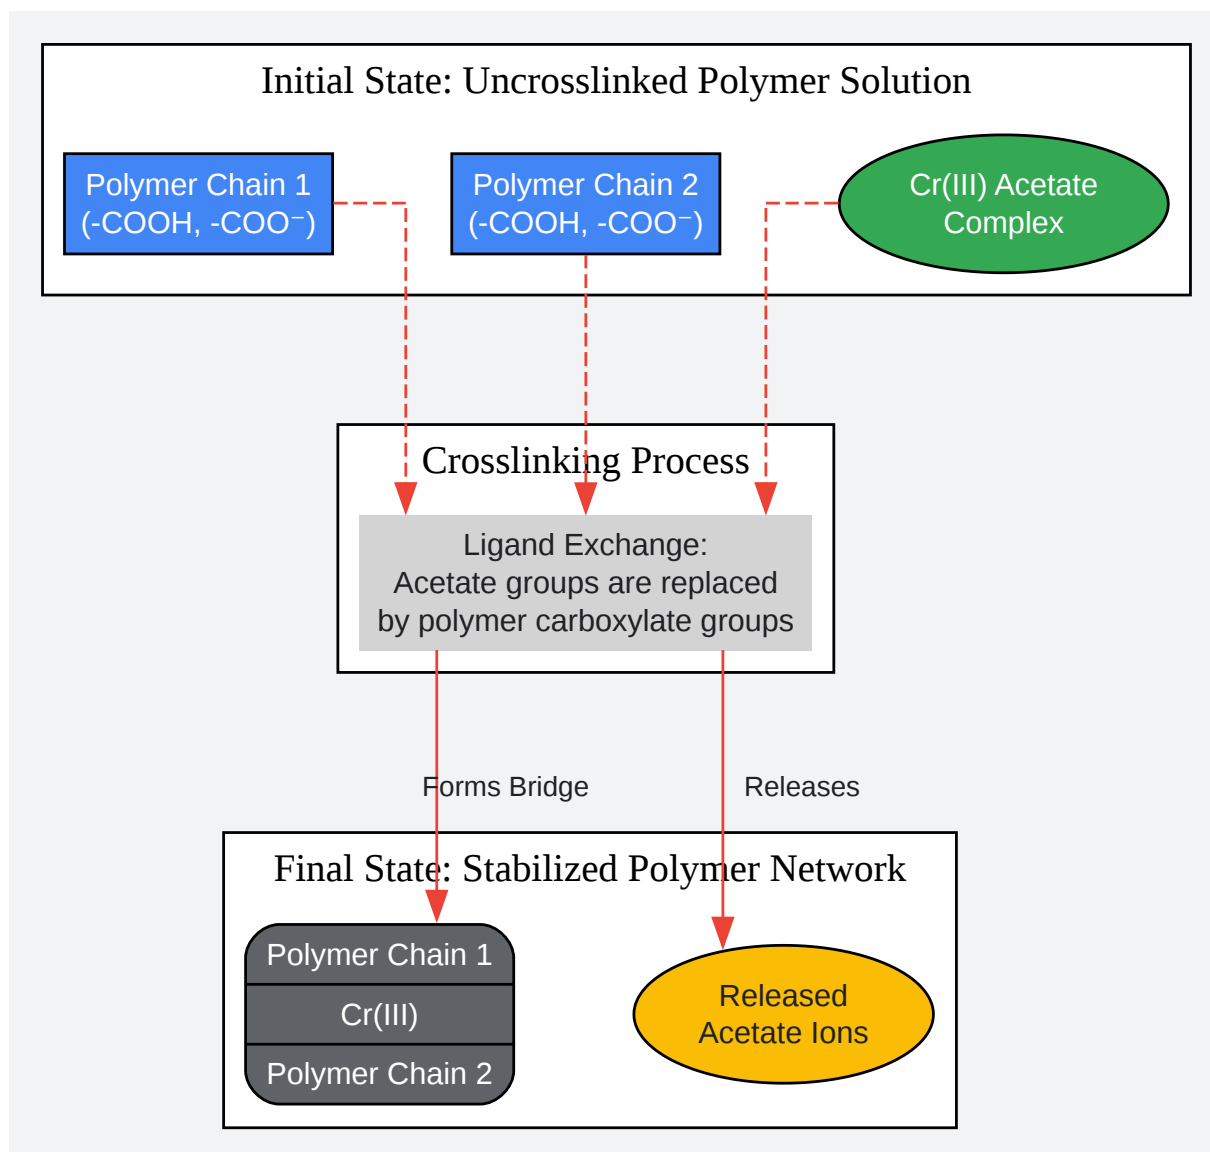 Initial State: Uncrosslinked Polymer Solution
Polymer Chain 1
(-COOH, -COO⁻)
Polymer Chain 2
(-COOH, -COO⁻)
Cr(III) Acetate
Complex
Crosslinking Process
Ligand Exchange:
Acetate groups are replaced
by polymer carboxylate groups
Forms Bridge
Releases
Final State: Stabilized Polymer Network
Polymer Chain 1
Cr(III)
Polymer Chain 2
Released
Acetate Ions